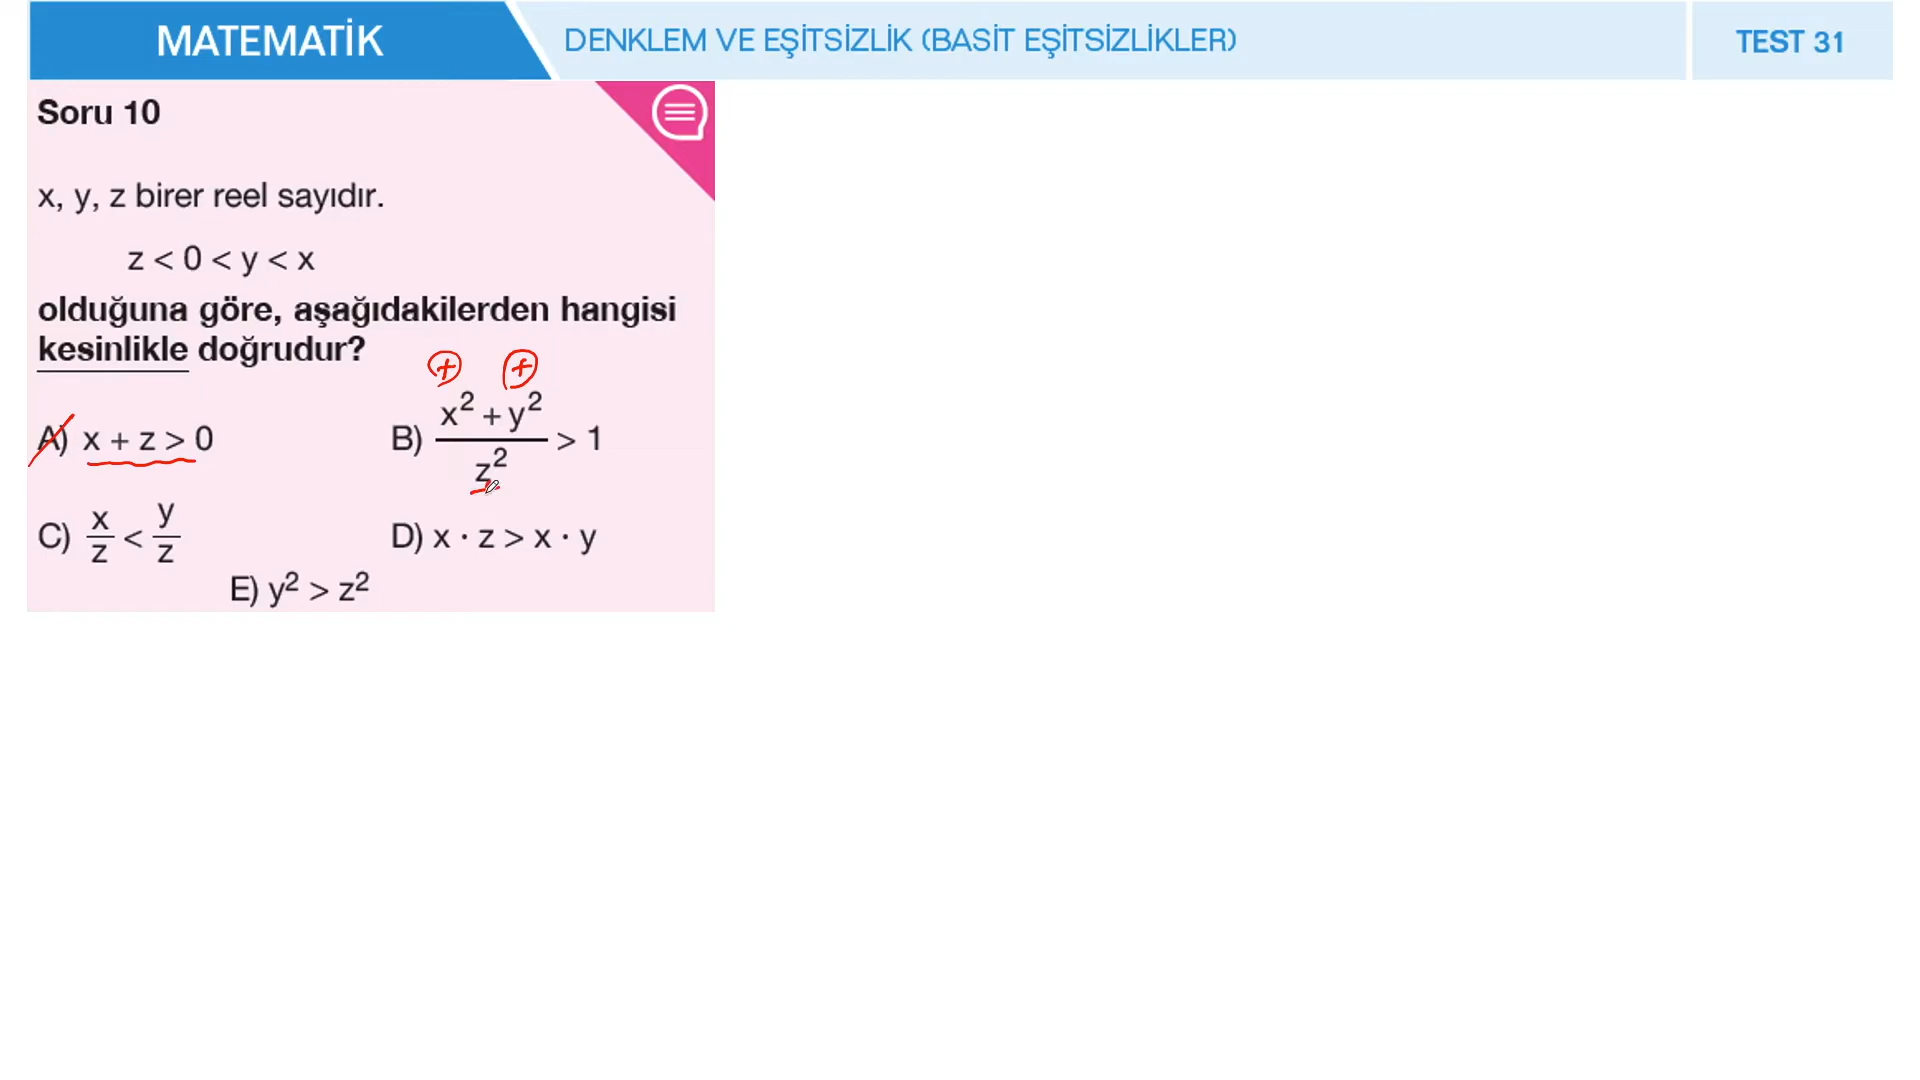 MATEMATİK
DENKLEM VE EŞİTSİZLİK (BASİT EŞİTSİZLİKLER)
TEST 31
Soru 10
x, y, z birer reel sayıdır.
z < 0 < y < x
olduğuna göre, aşağıdakilerden hangisi
kesinlikle doğrudur?
+ +
A) x + z > 0
B) (x² + y²)/z² > 1
C) x/z < y/z
D) x · z > x · y
E) y² > z²